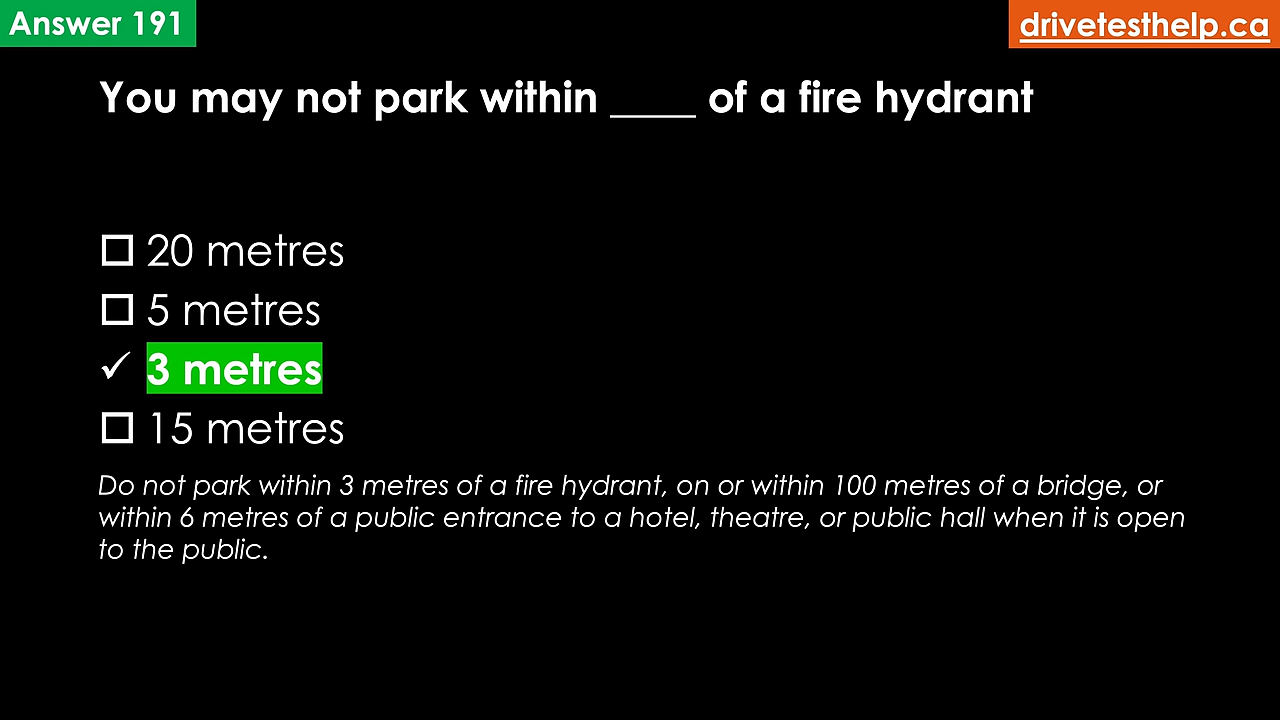 Answer 191
drivetesthelp.ca
You may not park within ____ of a fire hydrant
☐ 20 metres
☐ 5 metres
✓ 3 metres
☐ 15 metres
Do not park within 3 metres of a fire hydrant, on or within 100 metres of a bridge, or
within 6 metres of a public entrance to a hotel, theatre, or public hall when it is open
to the public.